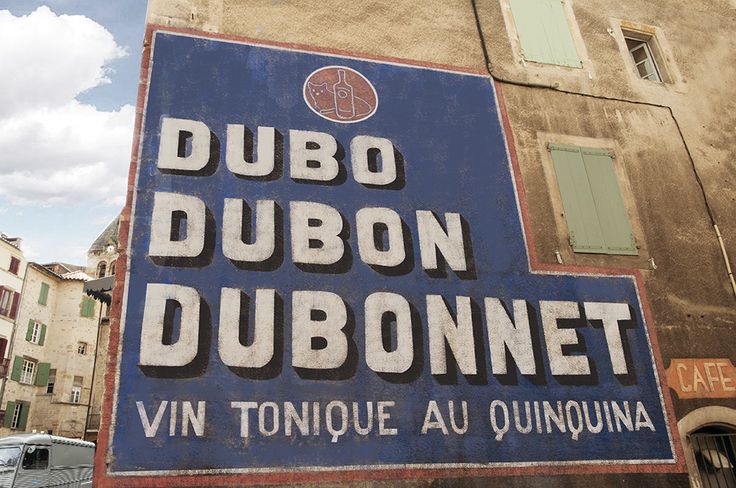 DUBO
DUBON
DUBONNET
VIN TONIQUE AU QUINQUINA
CAFE